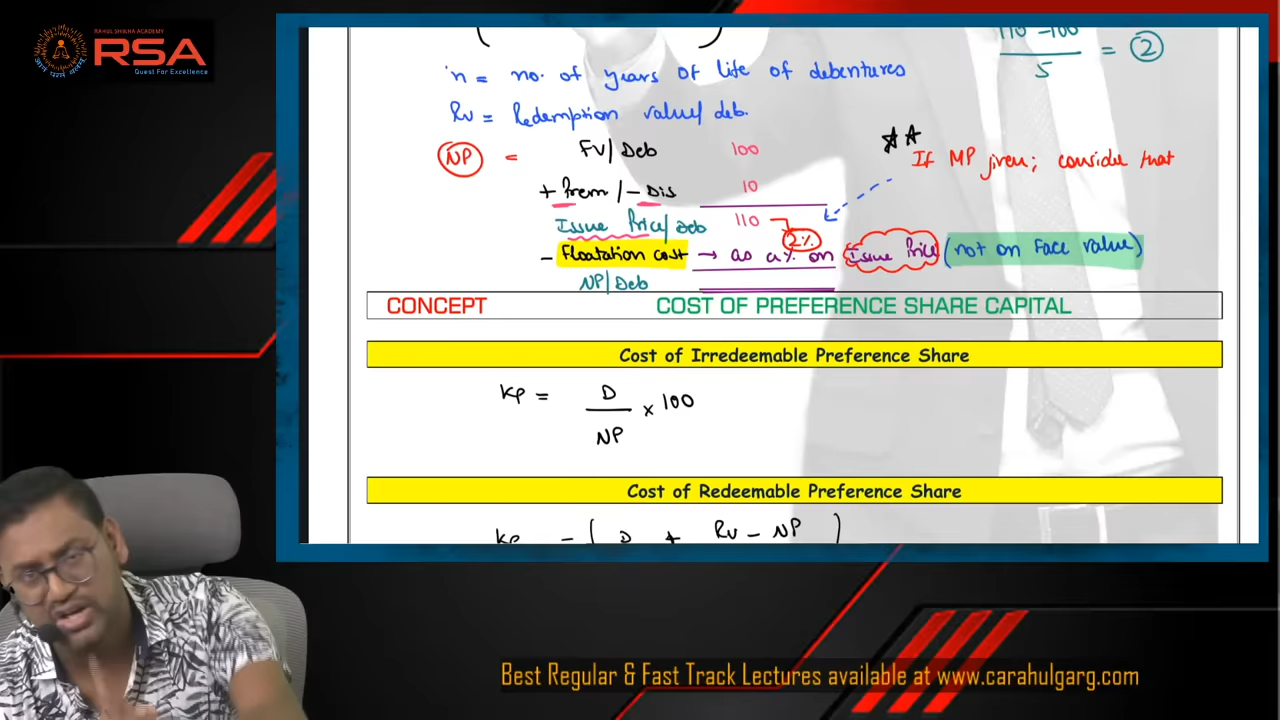 RAHUL SHIKHA ACADEMY
RSA
Quest For Excellence
110 - 100
5
= 2
n = no. of years of life of debentures
RV = Redemption value/ deb.
NP = FV/ Deb 100
+ Prem / - Dis 10
Issue Price/ Deb 110
2%
If MP given; consider that
- Floatation cost → as a % on Issue Price (not on Face value)
NP/ Deb
CONCEPT COST OF PREFERENCE SHARE CAPITAL
Cost of Irredeemable Preference Share
Kp = D
NP
× 100
Cost of Redeemable Preference Share
Kp = ( D + RV - NP )
Best Regular & Fast Track Lectures available at www.carahulgarg.com